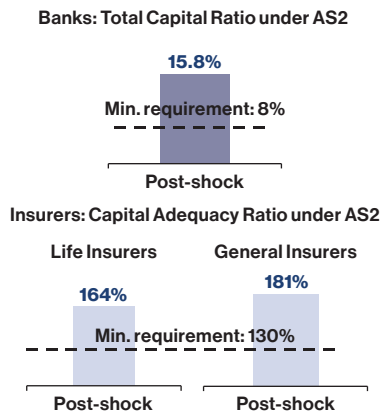 Banks: Total Capital Ratio under AS2
15.8%
Min. requirement: 8%
Post-shock
Insurers: Capital Adequacy Ratio under AS2
Life Insurers
General Insurers
164%
181%
Min. requirement: 130%
Post-shock
Post-shock